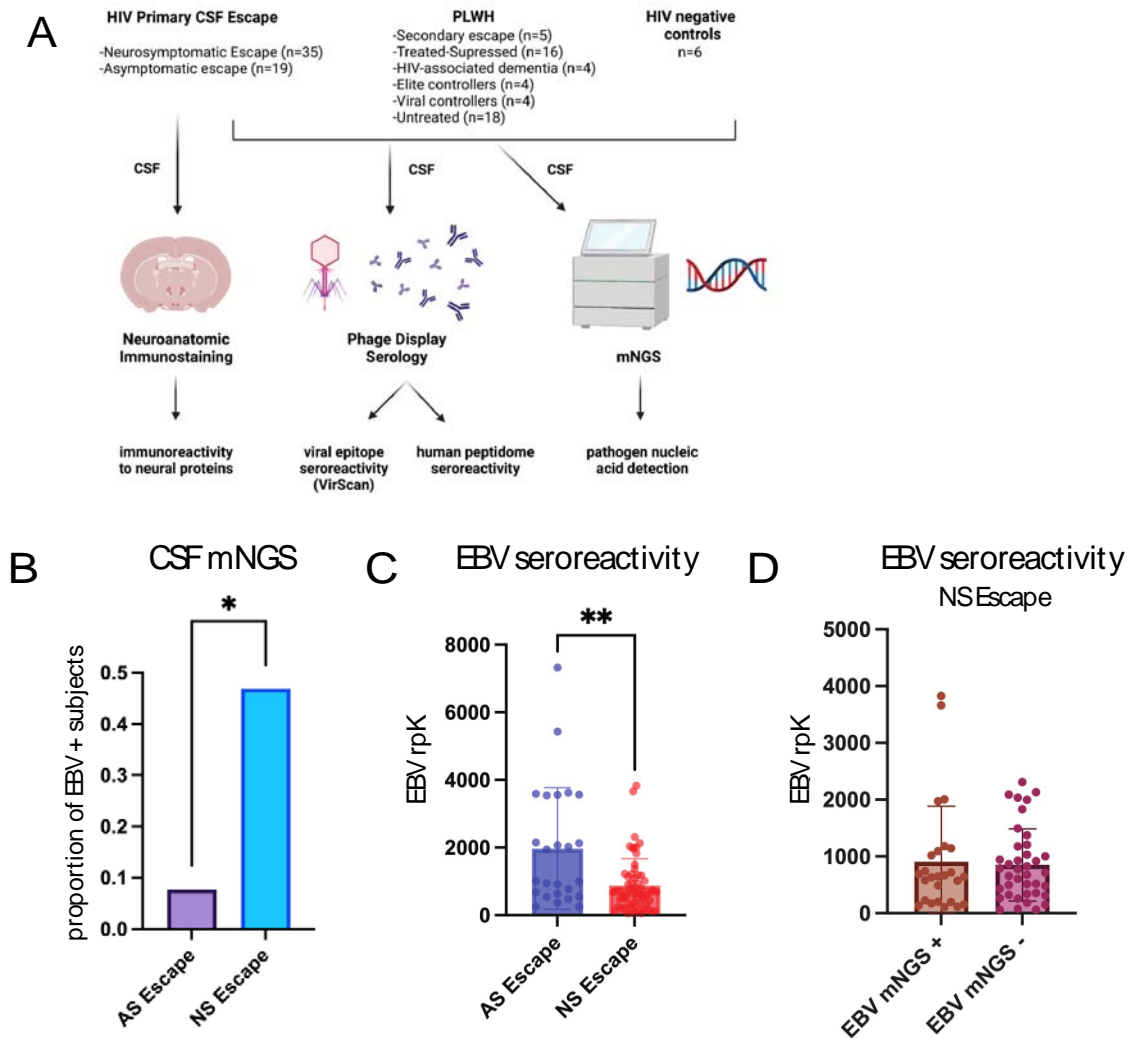 A
HIV Primary CSF Escape
-Neurosymptomatic Escape (n=35)
-Asymptomatic escape (n=19)
PLWH
-Secondary escape (n=5)
-Treated-Supressed (n=16)
-HIV-associated dementia (n=4)
-Elite controllers (n=4)
-Viral controllers (n=4)
-Untreated (n=18)
HIV negative
controls
n=6
CSF
CSF
CSF
Neuroanatomic
Immunostaining
Phage Display
Serology
mNGS
immunoreactivity
to neural proteins
viral epitope
seroreactivity
(VirScan)
human peptidome
seroreactivity
pathogen nucleic
acid detection
B
CSF mNGS
*
proportion of EBV + subjects
0.5
0.4
0.3
0.2
0.1
0.0
AS Escape
NS Escape
C
EBV seroreactivity
**
EBV rpK
8000
6000
4000
2000
0
AS Escape
NS Escape
D
EBV seroreactivity
NS Escape
EBV rpK
5000
4000
3000
2000
1000
0
EBV mNGS +
EBV mNGS -